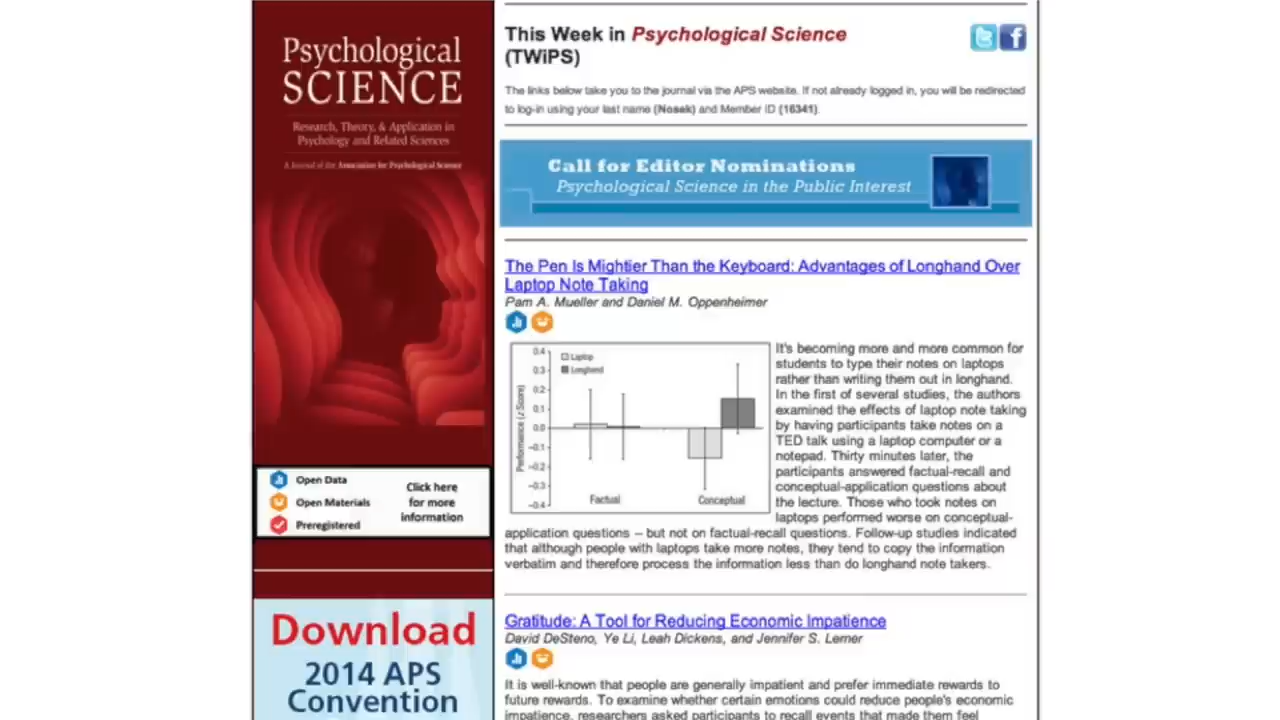 Psychological
SCIENCE
Research, Theory, & Application in
Psychology and Related Sciences
A Journal of the Association for Psychological Science
Open Data
Open Materials
Preregistered
Click here
for more
information
Download
2014 APS
Convention
This Week in Psychological Science
(TWiPS)
The links below take you to the journal via the APS website. If not already logged in, you will be redirected
to log-in using your last name (Nosek) and Member ID (16341).
Call for Editor Nominations
Psychological Science in the Public Interest
The Pen Is Mightier Than the Keyboard: Advantages of Longhand Over
Laptop Note Taking
Pam A. Mueller and Daniel M. Oppenheimer
0.4
0.3
0.2
0.1
0.0
–0.1
–0.2
–0.3
–0.4
Performance (z Score)
Laptop
Longhand
Factual
Conceptual
It's becoming more and more common for
students to type their notes on laptops
rather than writing them out in longhand.
In the first of several studies, the authors
examined the effects of laptop note taking
by having participants take notes on a
TED talk using a laptop computer or a
notepad. Thirty minutes later, the
participants answered factual-recall and
conceptual-application questions about
the lecture. Those who took notes on
laptops performed worse on conceptual-
application questions – but not on factual-recall questions. Follow-up studies indicated
that although people with laptops take more notes, they tend to copy the information
verbatim and therefore process the information less than do longhand note takers.
Gratitude: A Tool for Reducing Economic Impatience
David DeSteno, Ye Li, Leah Dickens, and Jennifer S. Lerner
It is well-known that people are generally impatient and prefer immediate rewards to
future rewards. To examine whether certain emotions could reduce people's economic
impatience, researchers asked participants to recall events that made them feel